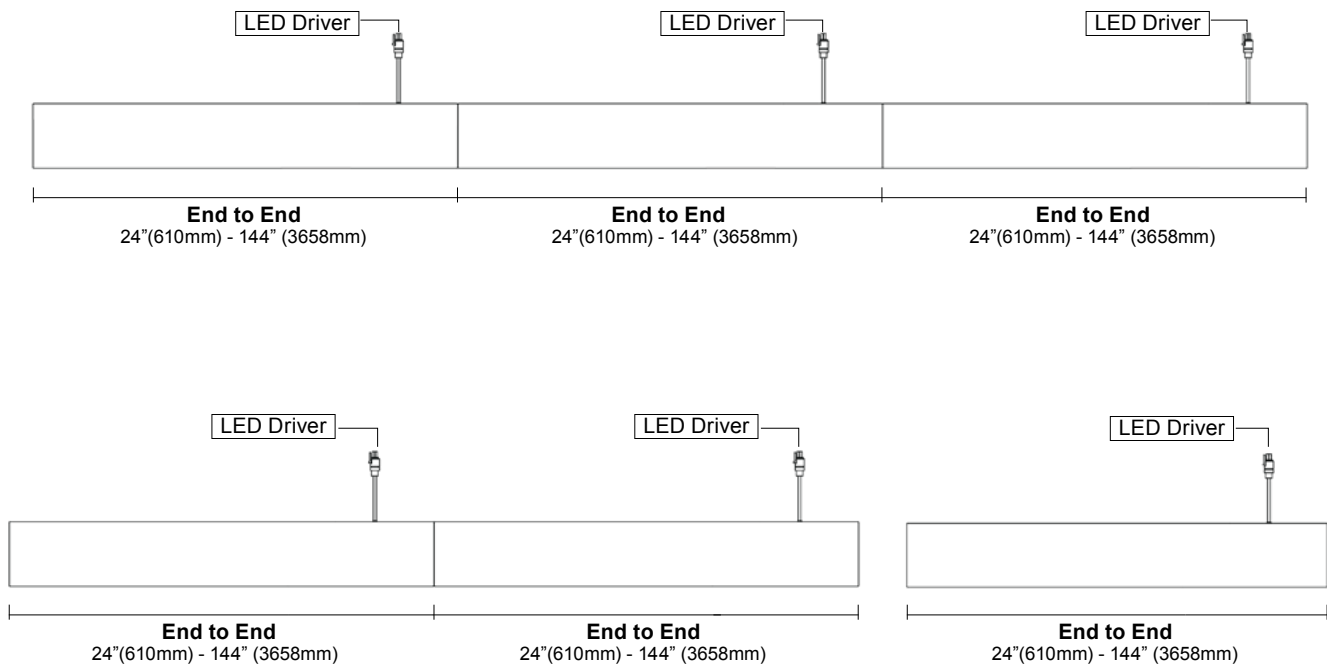 LED Driver
LED Driver
LED Driver
End to End
24”(610mm) - 144” (3658mm)
End to End
24”(610mm) - 144” (3658mm)
End to End
24”(610mm) - 144” (3658mm)
LED Driver
LED Driver
LED Driver
End to End
24”(610mm) - 144” (3658mm)
End to End
24”(610mm) - 144” (3658mm)
End to End
24”(610mm) - 144” (3658mm)